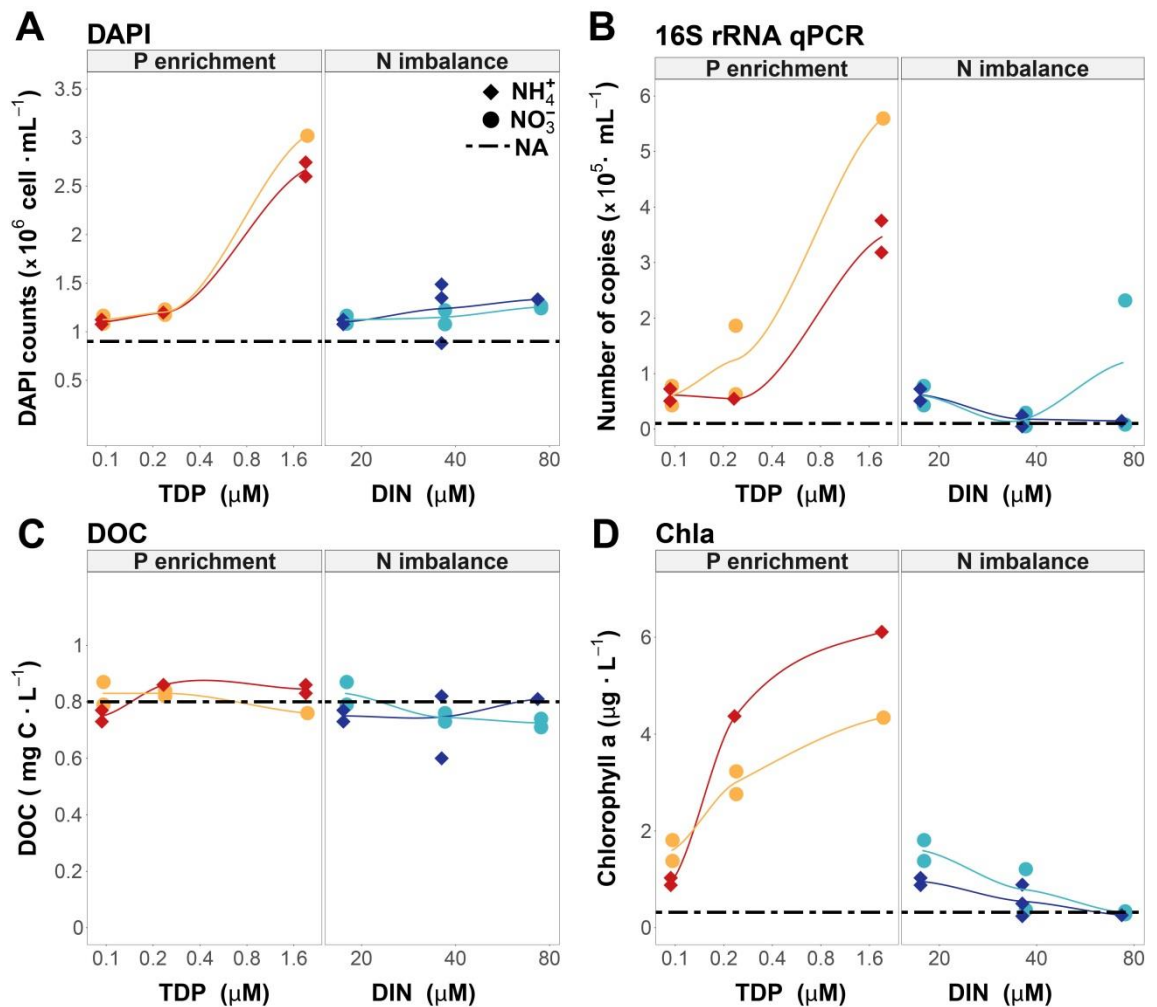 A DAPI
P enrichment N imbalance
DAPI counts (x10⁶ cell · mL⁻¹)
3.5
3
2.5
2
1.5
1
0.5
NH₄⁺
NO₃⁻
NA
0.1 0.2 0.4 0.8 1.6 20 40 80
TDP (μM) DIN (μM)
B 16S rRNA qPCR
P enrichment N imbalance
Number of copies (x10⁵ · mL⁻¹)
6
5
4
3
2
1
0
0.1 0.2 0.4 0.8 1.6 20 40 80
TDP (μM) DIN (μM)
C DOC
P enrichment N imbalance
DOC ( mg C · L⁻¹)
1
0.8
0.6
0.4
0.2
0
0.1 0.2 0.4 0.8 1.6 20 40 80
TDP (μM) DIN (μM)
D Chla
P enrichment N imbalance
Chlorophyll a (μg · L⁻¹)
6
4
2
0
0.1 0.2 0.4 0.8 1.6 20 40 80
TDP (μM) DIN (μM)